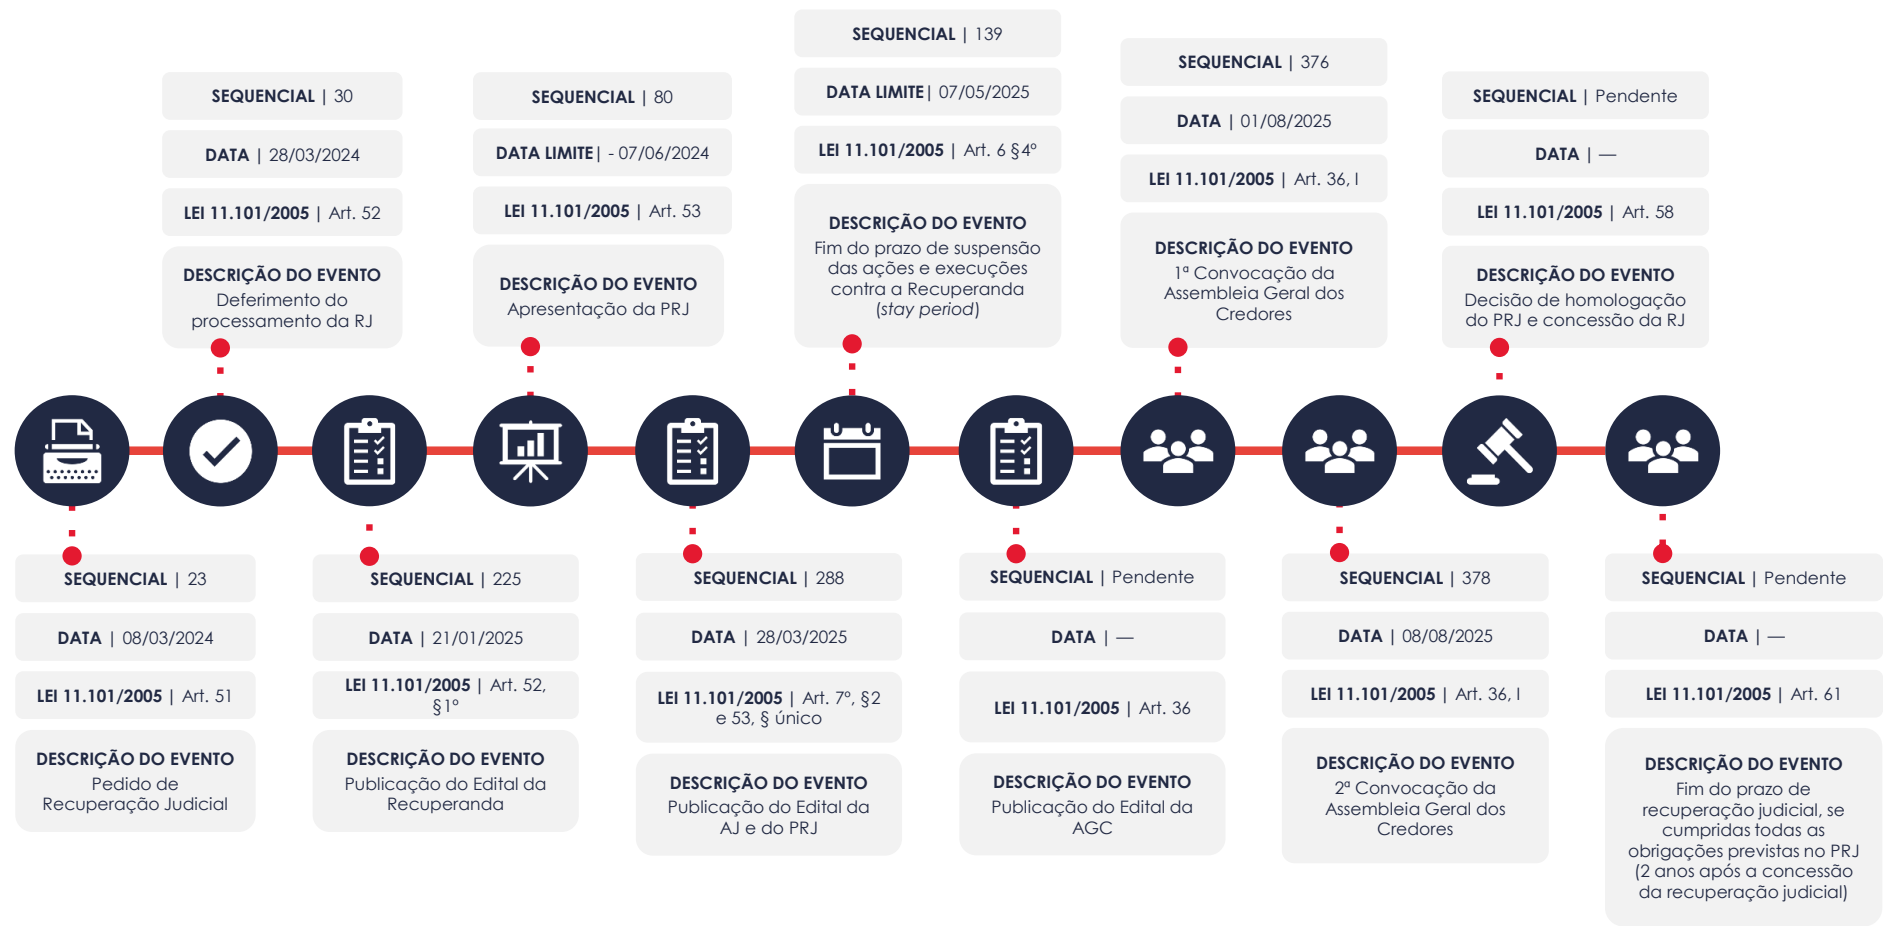 SEQUENCIAL | 23
DATA | 08/03/2024
LEI 11.101/2005 | Art. 51
DESCRIÇÃO DO EVENTO
Pedido de
Recuperação Judicial
SEQUENCIAL | 30
DATA | 28/03/2024
LEI 11.101/2005 | Art. 52
DESCRIÇÃO DO EVENTO
Deferimento do
processamento da RJ
SEQUENCIAL | 225
DATA | 21/01/2025
LEI 11.101/2005 | Art. 52,
§1º
DESCRIÇÃO DO EVENTO
Publicação do Edital da
Recuperanda
SEQUENCIAL | 80
DATA LIMITE| - 07/06/2024
LEI 11.101/2005 | Art. 53
DESCRIÇÃO DO EVENTO
Apresentação da PRJ
SEQUENCIAL | 288
DATA | 28/03/2025
LEI 11.101/2005 | Art. 7º, §2
e 53, § único
DESCRIÇÃO DO EVENTO
Publicação do Edital da
AJ e do PRJ
SEQUENCIAL | 139
DATA LIMITE| 07/05/2025
LEI 11.101/2005 | Art. 6 §4º
DESCRIÇÃO DO EVENTO
Fim do prazo de suspensão
das ações e execuções
contra a Recuperanda
(stay period)
SEQUENCIAL | Pendente
DATA | —
LEI 11.101/2005 | Art. 36
DESCRIÇÃO DO EVENTO
Publicação do Edital da
AGC
SEQUENCIAL | 376
DATA | 01/08/2025
LEI 11.101/2005 | Art. 36, I
DESCRIÇÃO DO EVENTO
1ª Convocação da
Assembleia Geral dos
Credores
SEQUENCIAL | 378
DATA | 08/08/2025
LEI 11.101/2005 | Art. 36, I
DESCRIÇÃO DO EVENTO
2ª Convocação da
Assembleia Geral dos
Credores
SEQUENCIAL | Pendente
DATA | —
LEI 11.101/2005 | Art. 58
DESCRIÇÃO DO EVENTO
Decisão de homologação
do PRJ e concessão da RJ
SEQUENCIAL | Pendente
DATA | —
LEI 11.101/2005 | Art. 61
DESCRIÇÃO DO EVENTO
Fim do prazo de
recuperação judicial, se
cumpridas todas as
obrigações previstas no PRJ
(2 anos após a concessão
da recuperação judicial)